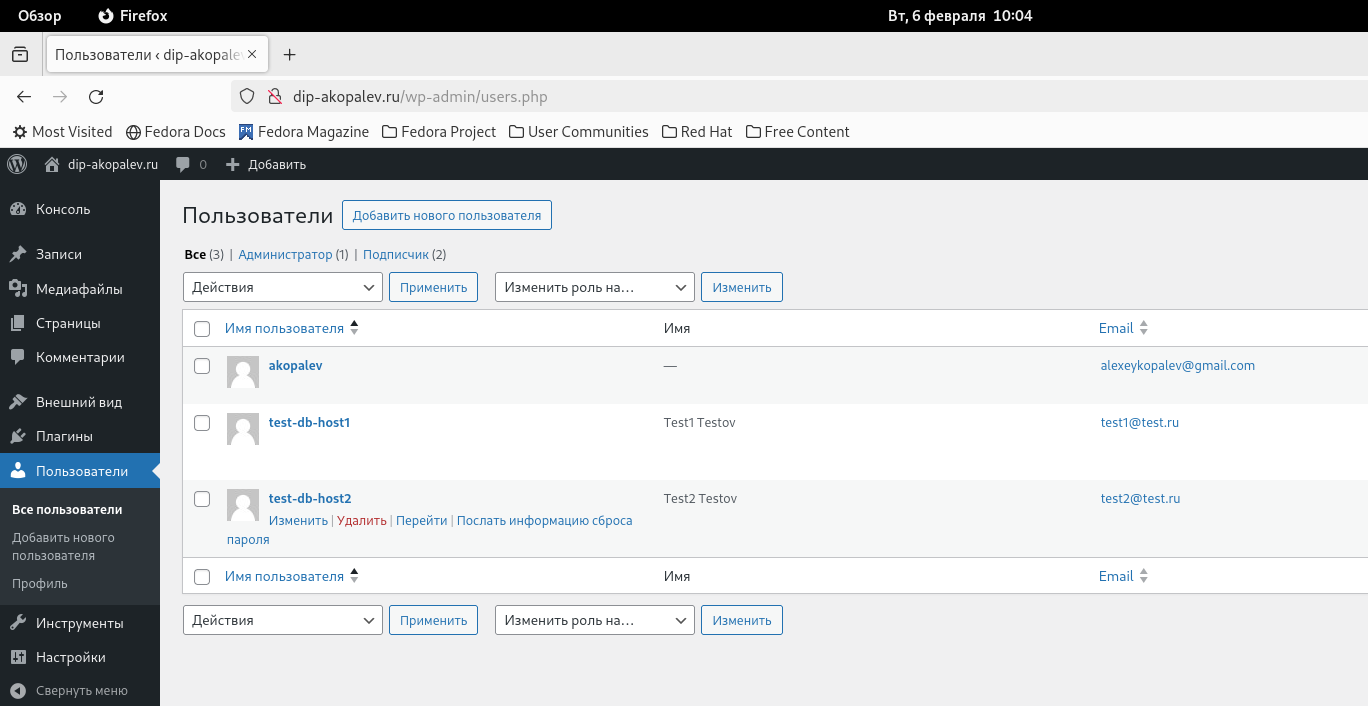 Обзор Firefox Вт, 6 февраля 10:04
Пользователи ‹ dip-akopalev
dip-akopalev.ru/wp-admin/users.php
Most Visited Fedora Docs Fedora Magazine Fedora Project User Communities Red Hat Free Content
dip-akopalev.ru 0 Добавить
Консоль
Записи
Медиафайлы
Страницы
Комментарии
Внешний вид
Плагины
Пользователи
Все пользователи
Добавить нового
пользователя
Профиль
Инструменты
Настройки
Свернуть меню
Пользователи Добавить нового пользователя
Все (3) | Администратор (1) | Подписчик (2)
Действия Применить Изменить роль на… Изменить
Имя пользователя Имя Email
akopalev — alexeykopalev@gmail.com
test-db-host1 Test1 Testov test1@test.ru
test-db-host2 Test2 Testov test2@test.ru
Изменить | Удалить | Перейти | Послать информацию сброса
пароля
Имя пользователя Имя Email
Действия Применить Изменить роль на… Изменить